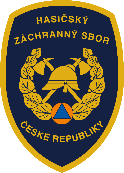 HASIČSKÝ
ZÁCHRANNÝ SBOR
ČESKÉ REPUBLIKY